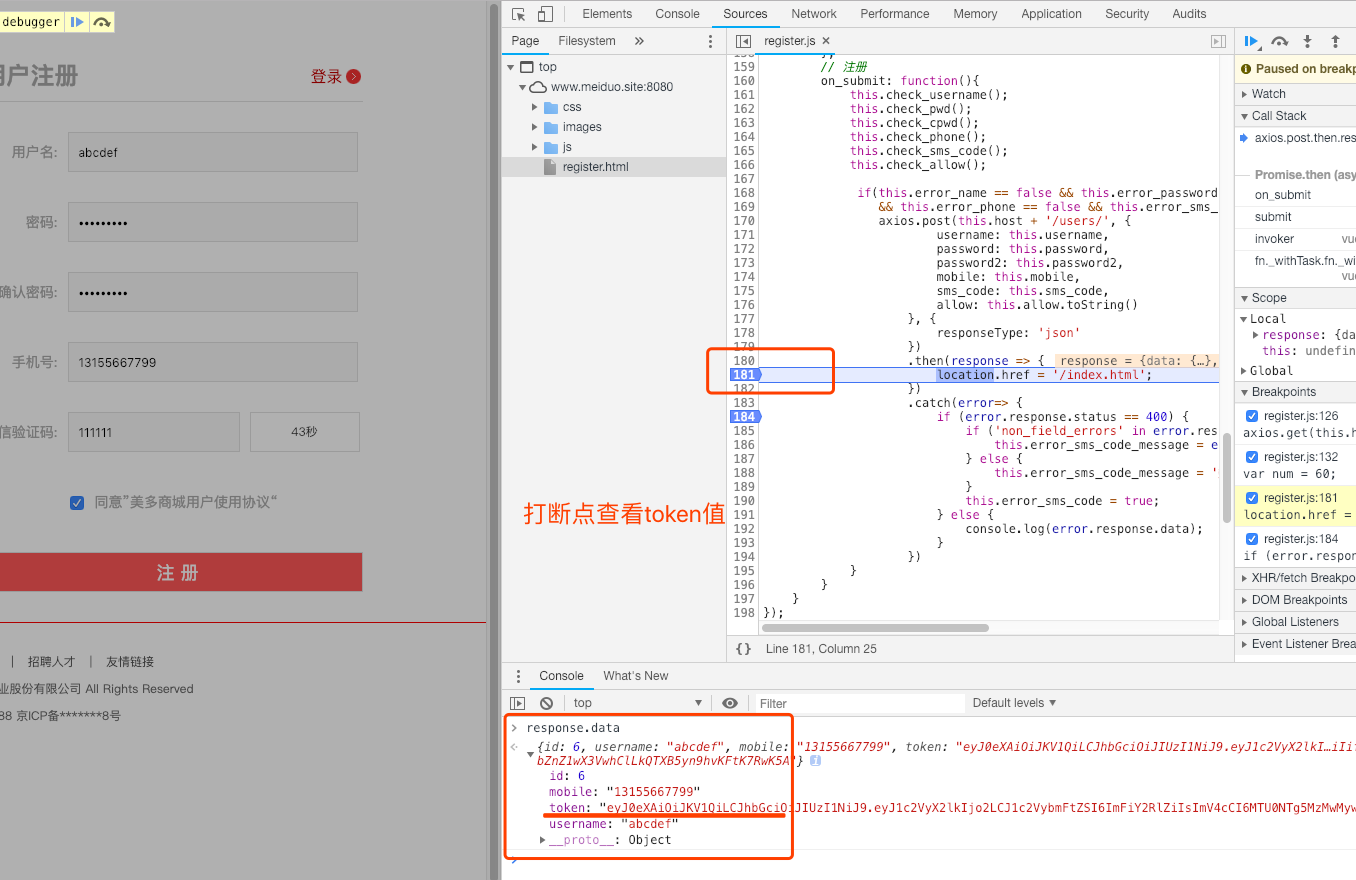 debugger
用户注册
登录
用户名:
abcdef
密码:
•••••••••
确认密码:
•••••••••
手机号:
13155667799
信验证码:
111111
43秒
同意”美多商城用户使用协议“
注 册
| 招聘人才 | 友情链接
业股份有限公司 All Rights Reserved
88 京ICP备*******8号
Elements Console Sources Network Performance Memory Application Security Audits
Page Filesystem »
top
www.meiduo.site:8080
css
images
js
register.html
register.js ×
159 // 注册
160 on_submit: function(){
161 this.check_username();
162 this.check_pwd();
163 this.check_cpwd();
164 this.check_phone();
165 this.check_sms_code();
166 this.check_allow();
167
168 if(this.error_name == false && this.error_password
169 && this.error_phone == false && this.error_sms_
170 axios.post(this.host + '/users/', {
171 username: this.username,
172 password: this.password,
173 password2: this.password2,
174 mobile: this.mobile,
175 sms_code: this.sms_code,
176 allow: this.allow.toString()
177 }, {
178 responseType: 'json'
179 })
180 .then(response => { response = {data: {…},
181 location.href = '/index.html';
182 })
183 .catch(error=> {
184 if (error.response.status == 400) {
185 if ('non_field_errors' in error.res
186 this.error_sms_code_message = e
187 } else {
188 this.error_sms_code_message = '
189 }
190 this.error_sms_code = true;
191 } else {
192 console.log(error.response.data);
193 }
194 })
195 }
196 }
197 }
198 });
打断点查看token值
{} Line 181, Column 25
Paused on breakp
Watch
Call Stack
axios.post.then.res
Promise.then (asy
on_submit
submit
invoker vu
fn._withTask.fn._wi
vue
Scope
Local
response: {da
this: undefin
Global
Breakpoints
register.js:126
axios.get(this.h
register.js:132
var num = 60;
register.js:181
location.href =
register.js:184
if (error.respon
XHR/fetch Breakpo
DOM Breakpoints
Global Listeners
Event Listener Brea
Console What's New
top Filter Default levels
response.data
{id: 6, username: "abcdef", mobile: "13155667799", token: "eyJ0eXAiOiJKV1QiLCJhbGciOiJIUzI1NiJ9.eyJ1c2VyX2lkI…iIif
bZnZ1wX3VwhClLkQTXB5yn9hvKFtK7RwK5A"}
id: 6
mobile: "13155667799"
token: "eyJ0eXAiOiJKV1QiLCJhbGciOiJIUzI1NiJ9.eyJ1c2VyX2lkIjo2LCJ1c2VybmFtZSI6ImFiY2RlZiIsImV4cCI6MTU0NTg5MzMwMyw
username: "abcdef"
__proto__: Object